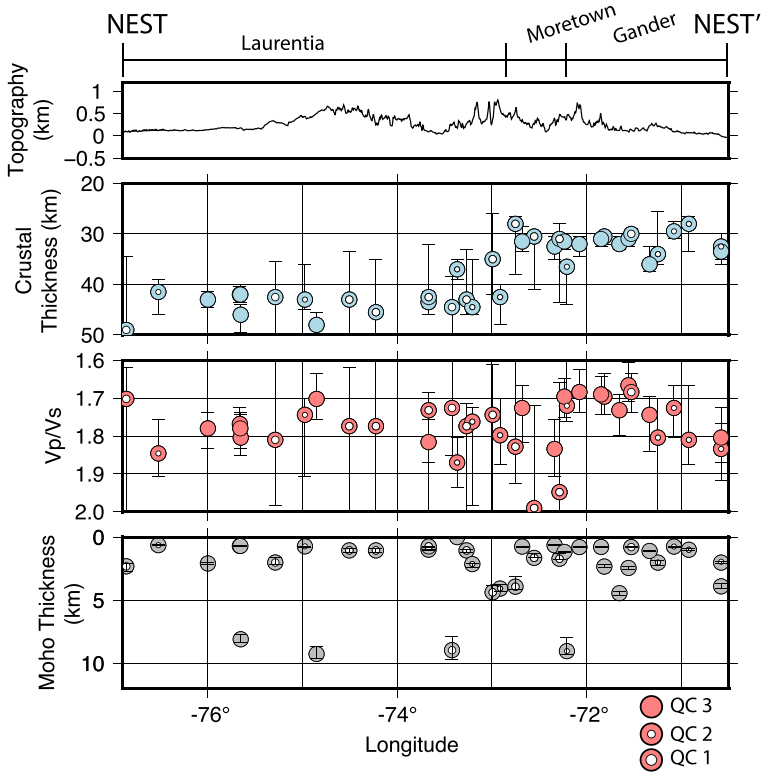 NEST
Laurentia
Moretown
Gander
NEST'
Topography
(km)
1
0.5
0
−0.5
Crustal
Thickness (km)
20
30
40
50
Vp/Vs
1.6
1.7
1.8
1.9
2.0
Moho Thickness
(km)
0
5
10
-76°
-74°
-72°
Longitude
QC 3
QC 2
QC 1